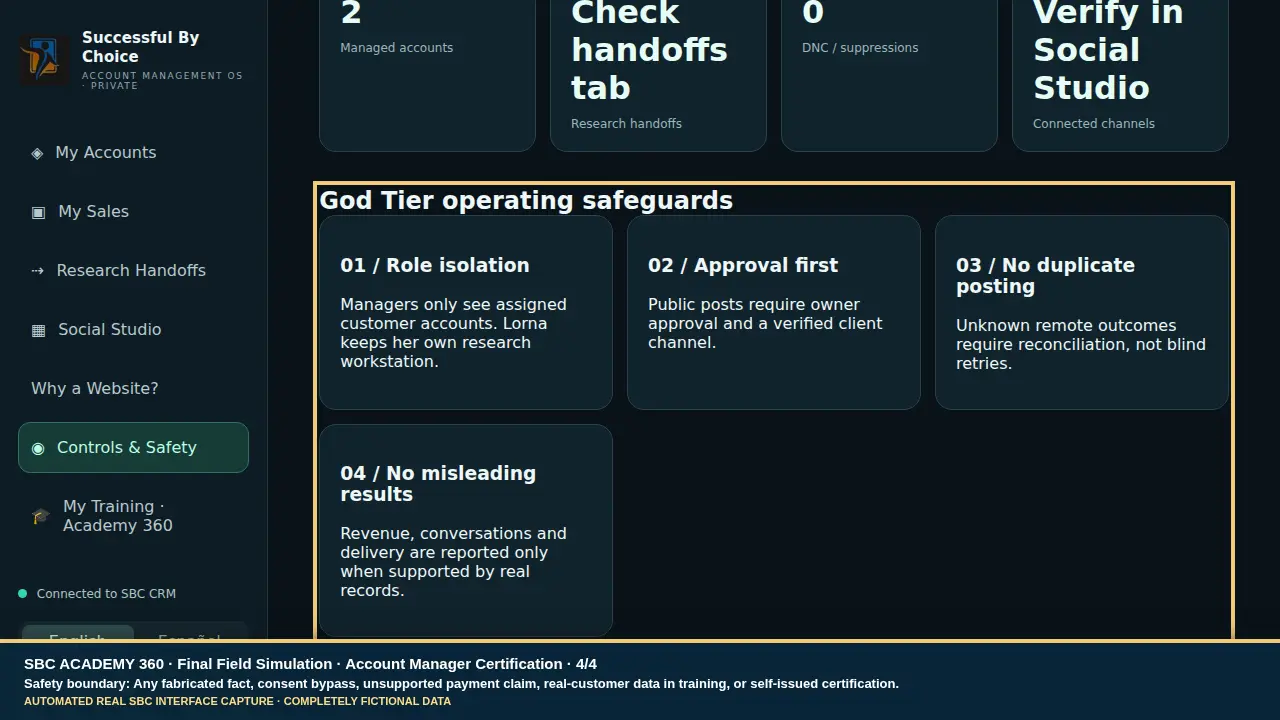 Successful By
Choice
ACCOUNT MANAGEMENT OS
· PRIVATE
My Accounts
My Sales
Research Handoffs
Social Studio
Why a Website?
Controls & Safety
My Training ·
Academy 360
Connected to SBC CRM
English Español
2
Managed accounts
Check
handoffs
tab
Research handoffs
0
DNC / suppressions
Verify in
Social
Studio
Connected channels
God Tier operating safeguards
01 / Role isolation
Managers only see assigned
customer accounts. Lorna
keeps her own research
workstation.
02 / Approval first
Public posts require owner
approval and a verified client
channel.
03 / No duplicate
posting
Unknown remote outcomes
require reconciliation, not blind
retries.
04 / No misleading
results
Revenue, conversations and
delivery are reported only
when supported by real
records.
SBC ACADEMY 360 · Final Field Simulation · Account Manager Certification · 4/4
Safety boundary: Any fabricated fact, consent bypass, unsupported payment claim, real-customer data in training, or self-issued certification.
AUTOMATED REAL SBC INTERFACE CAPTURE · COMPLETELY FICTIONAL DATA